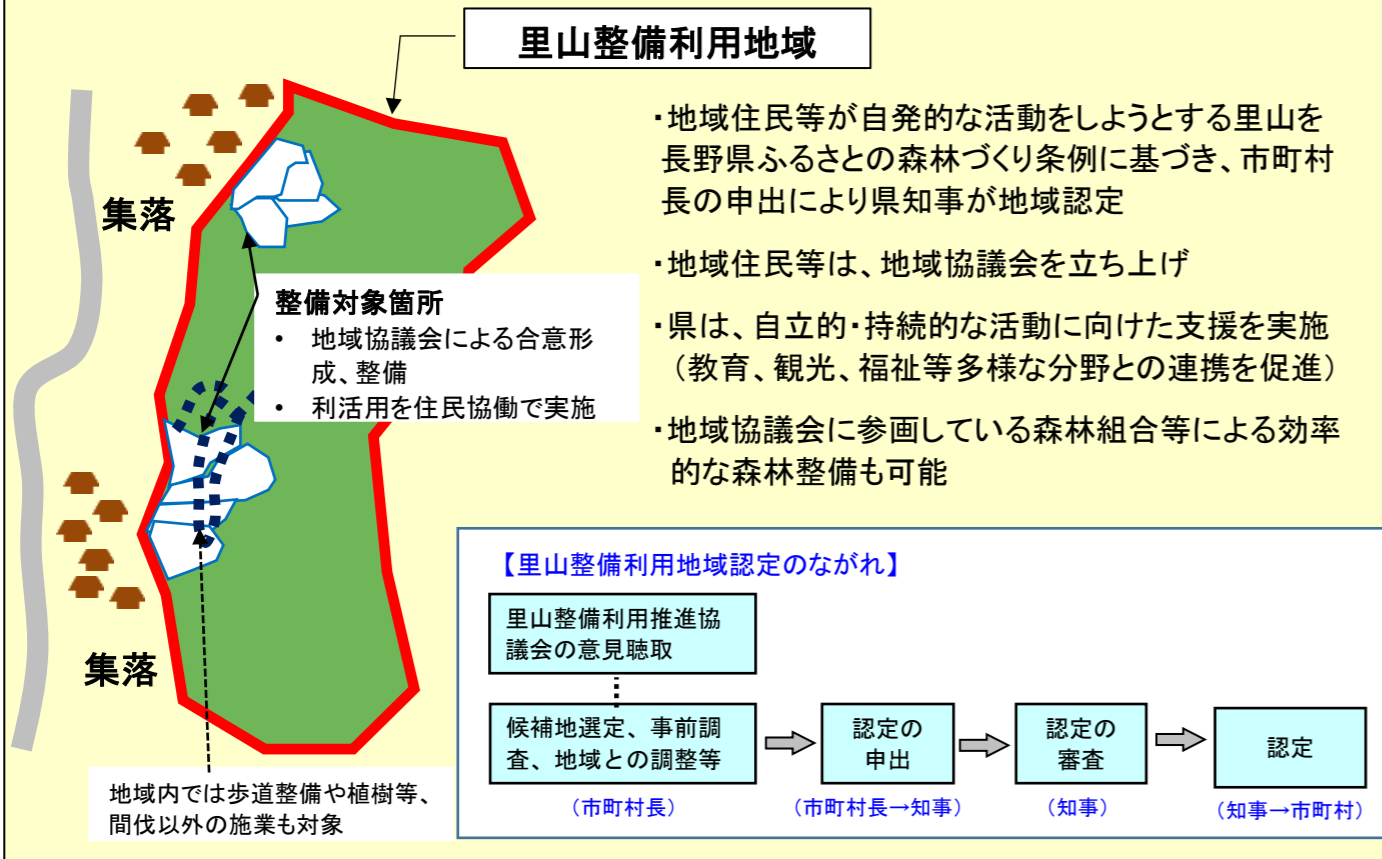 里山整備利用地域
・地域住民等が自発的な活動をしようとする里山を
長野県ふるさとの森林づくり条例に基づき、市町村
長の申出により県知事が地域認定
・地域住民等は、地域協議会を立ち上げ
・県は、自立的・持続的な活動に向けた支援を実施
（教育、観光、福祉等多様な分野との連携を促進）
・地域協議会に参画している森林組合等による効率
的な森林整備も可能
集落
整備対象箇所
• 地域協議会による合意形
成、整備
• 利活用を住民協働で実施
集落
地域内では歩道整備や植樹等、
間伐以外の施業も対象
【里山整備利用地域認定のながれ】
里山整備利用推進協
議会の意見聴取
候補地選定、事前調
査、地域との調整等
（市町村長）
認定の
申出
（市町村長→知事）
認定の
審査
（知事）
認定
（知事→市町村）